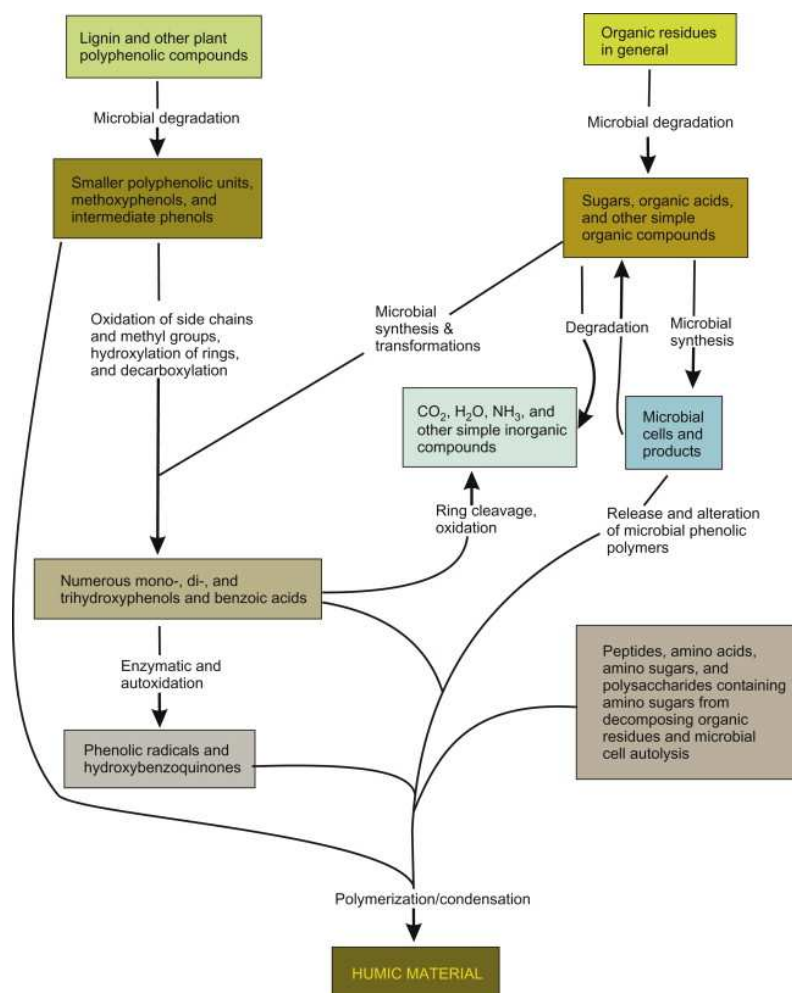 Lignin and other plant
polyphenolic compounds
Organic residues
in general
Microbial degradation
Microbial degradation
Smaller polyphenolic units,
methoxyphenols, and
intermediate phenols
Sugars, organic acids,
and other simple
organic compounds
Oxidation of side chains
and methyl groups,
hydroxylation of rings,
and decarboxylation
Microbial
synthesis &
transformations
Degradation
Microbial
synthesis
CO₂, H₂O, NH₃, and
other simple inorganic
compounds
Microbial
cells and
products
Ring cleavage,
oxidation
Release and alteration
of microbial phenolic
polymers
Numerous mono-, di-, and
trihydroxyphenols and benzoic acids
Enzymatic and
autoxidation
Peptides, amino acids,
amino sugars, and
polysaccharides containing
amino sugars from
decomposing organic
residues and microbial
cell autolysis
Phenolic radicals and
hydroxybenzoquinones
Polymerization/condensation
HUMIC MATERIAL